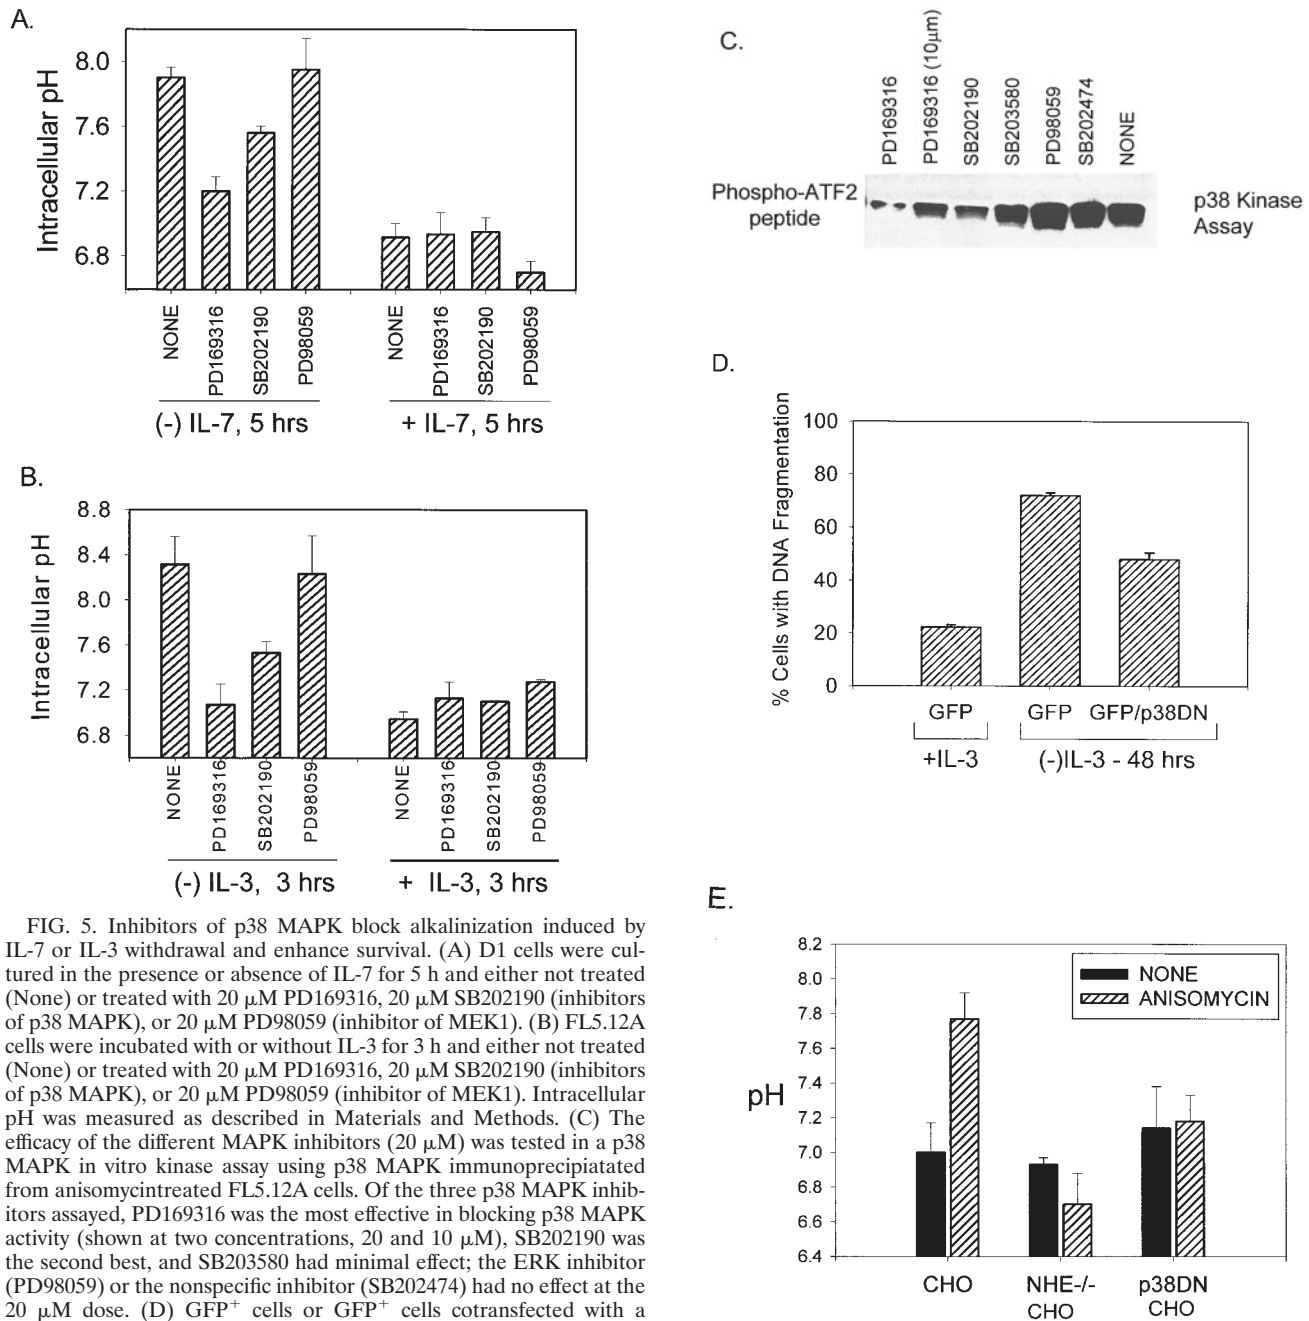 A.
Intracellular pH
8.0
7.6
7.2
6.8
NONE
PD169316
SB202190
PD98059
NONE
PD169316
SB202190
PD98059
(-) IL-7, 5 hrs
+ IL-7, 5 hrs
B.
Intracellular pH
8.8
8.4
8.0
7.6
7.2
6.8
NONE
PD169316
SB202190
PD98059
NONE
PD169316
SB202190
PD98059
(-) IL-3, 3 hrs
+ IL-3, 3 hrs
FIG. 5. Inhibitors of p38 MAPK block alkalinization induced by
IL-7 or IL-3 withdrawal and enhance survival. (A) D1 cells were cul-
tured in the presence or absence of IL-7 for 5 h and either not treated
(None) or treated with 20 μM PD169316, 20 μM SB202190 (inhibitors
of p38 MAPK), or 20 μM PD98059 (inhibitor of MEK1). (B) FL5.12A
cells were incubated with or without IL-3 for 3 h and either not treated
(None) or treated with 20 μM PD169316, 20 μM SB202190 (inhibitors
of p38 MAPK), or 20 μM PD98059 (inhibitor of MEK1). Intracellular
pH was measured as described in Materials and Methods. (C) The
efficacy of the different MAPK inhibitors (20 μM) was tested in a p38
MAPK in vitro kinase assay using p38 MAPK immunoprecipiatated
from anisomycintreated FL5.12A cells. Of the three p38 MAPK inhib-
itors assayed, PD169316 was the most effective in blocking p38 MAPK
activity (shown at two concentrations, 20 and 10 μM), SB202190 was
the second best, and SB203580 had minimal effect; the ERK inhibitor
(PD98059) or the nonspecific inhibitor (SB202474) had no effect at the
20 μM dose. (D) GFP⁺ cells or GFP⁺ cells cotransfected with a
C.
PD169316
PD169316 (10μm)
SB202190
SB203580
PD98059
SB202474
NONE
Phospho-ATF2
peptide
p38 Kinase
Assay
D.
% Cells with DNA Fragmentation
100
80
60
40
20
0
GFP
GFP
GFP/p38DN
+IL-3
(-)IL-3 - 48 hrs
E.
pH
8.2
8.0
7.8
7.6
7.4
7.2
7.0
6.8
6.6
6.4
NONE
ANISOMYCIN
CHO
NHE-/-
CHO
p38DN
CHO